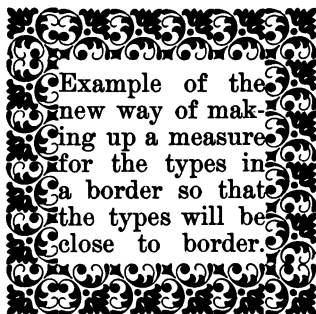 Example of the
new way of mak-
ing up a measure
for the types in
a border so that
the types will be
close to border.